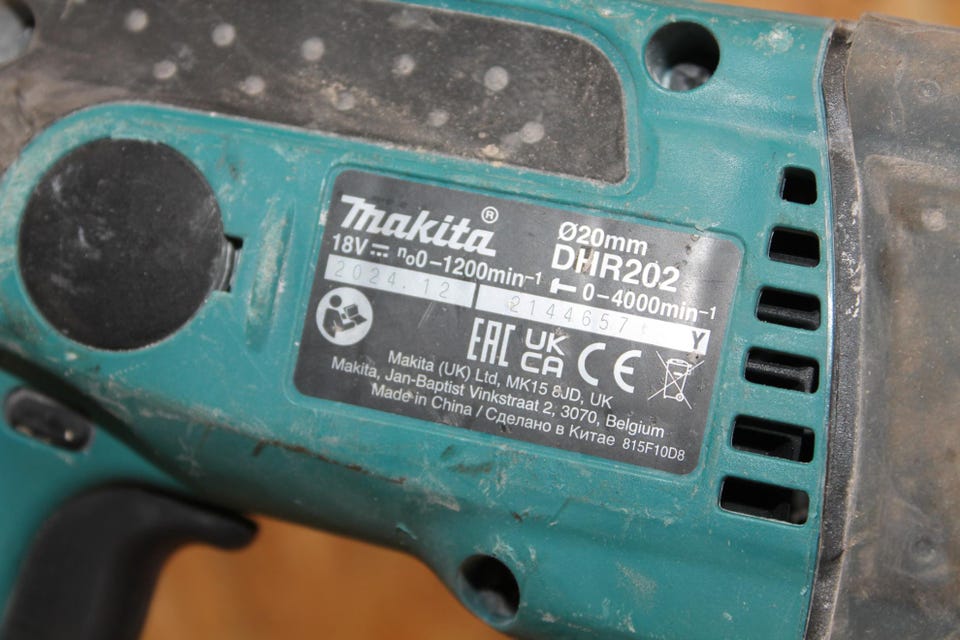 makita®
Ø20mm
DHR202
18V⎓ n₀0–1200min⁻¹
0–4000min⁻¹
2024.12
2144657
Y
EAC
UK
CA
CE
Makita (UK) Ltd, MK15 8JD, UK
Makita, Jan-Baptist Vinkstraat 2, 3070, Belgium
Made in China / Сделано в Китае 815F10D8